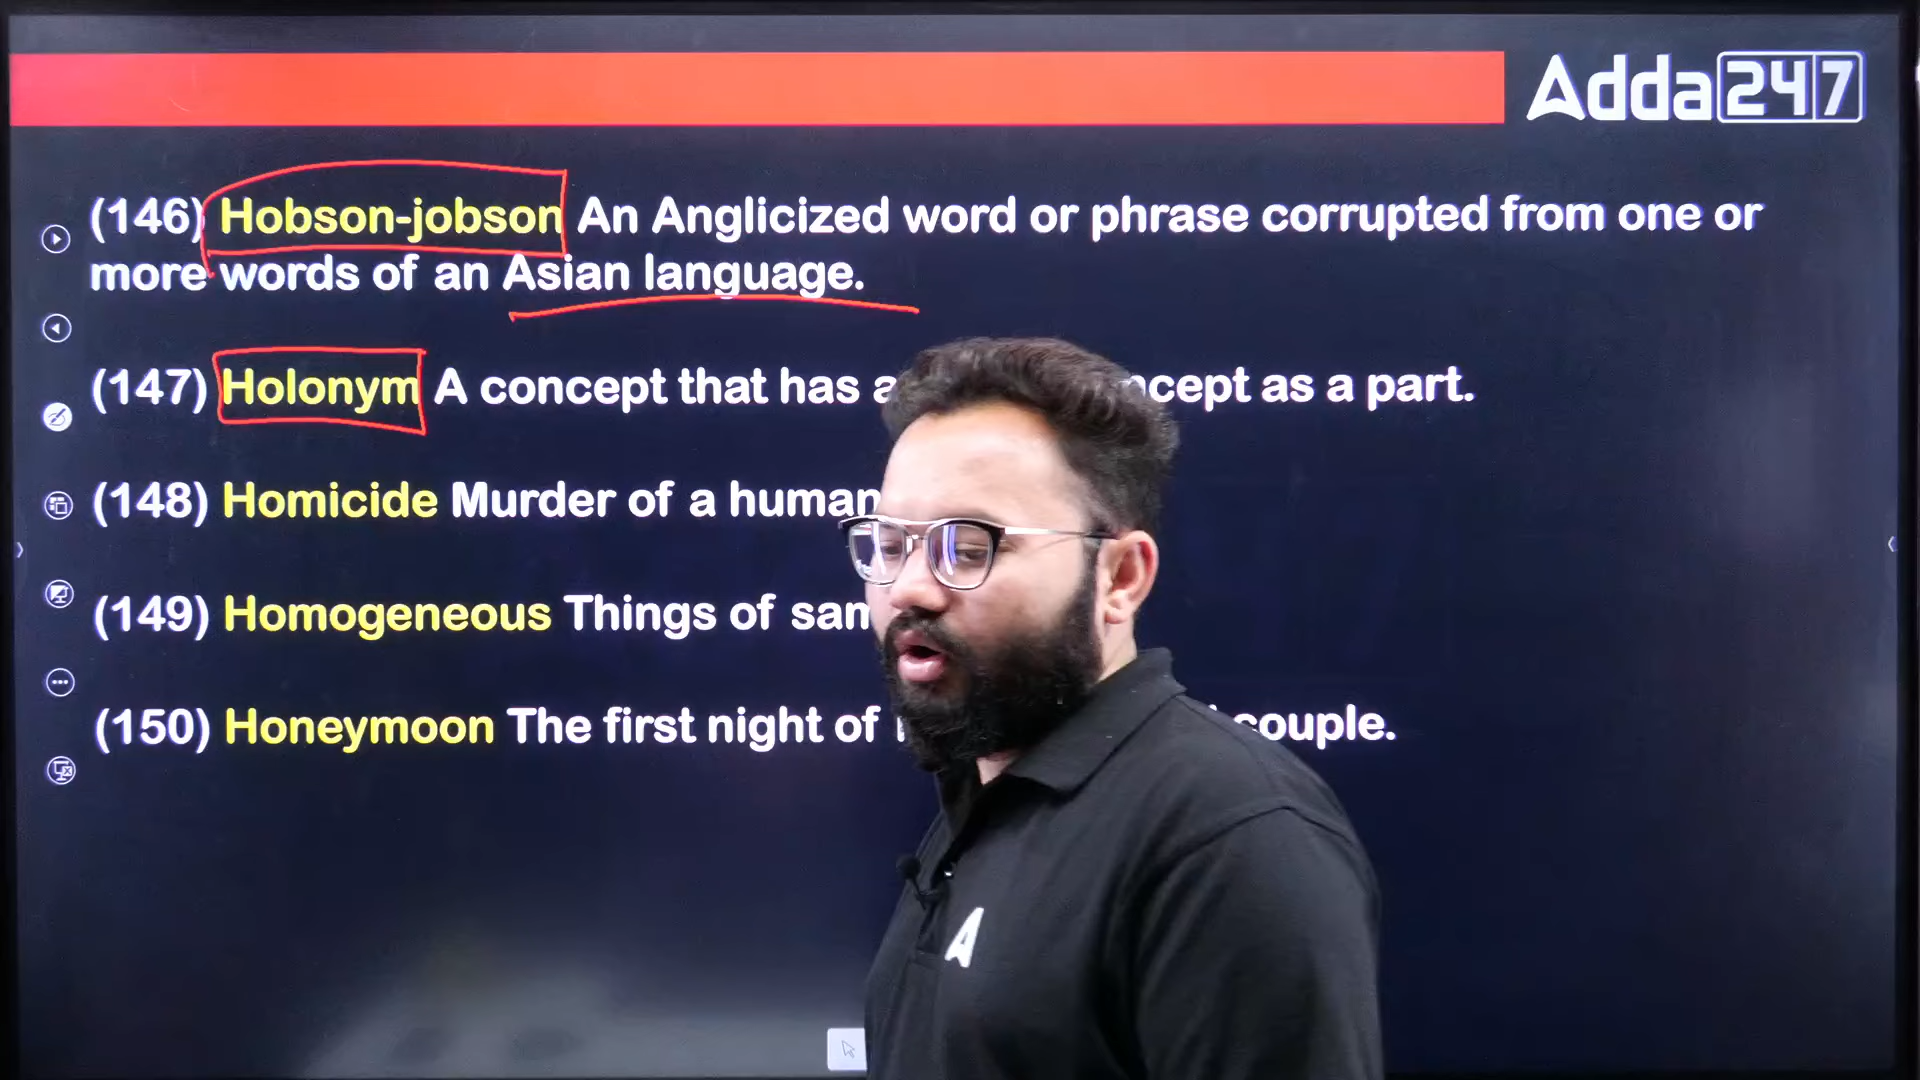 Adda247
(146) Hobson-jobson An Anglicized word or phrase corrupted from one or
more words of an Asian language.
(147) Holonym A concept that has a concept as a part.
(148) Homicide Murder of a human
(149) Homogeneous Things of
(150) Honeymoon The first night of couple.
A